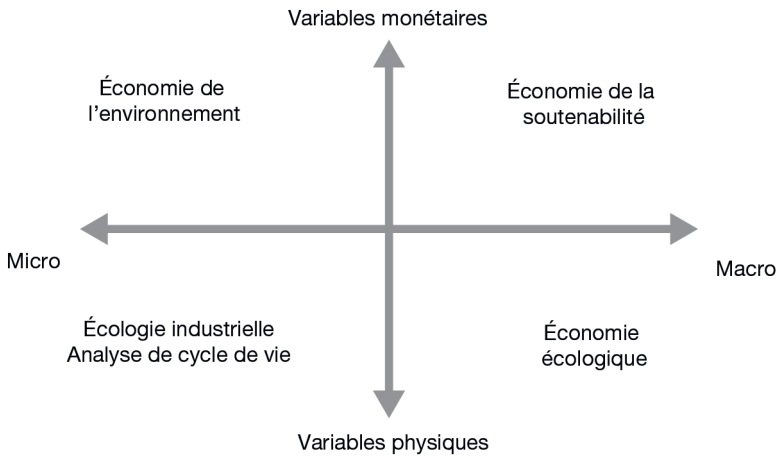 Variables monétaires
Économie de
l’environnement
Économie de la
soutenabilité
Micro
Macro
Écologie industrielle
Analyse de cycle de vie
Économie
écologique
Variables physiques